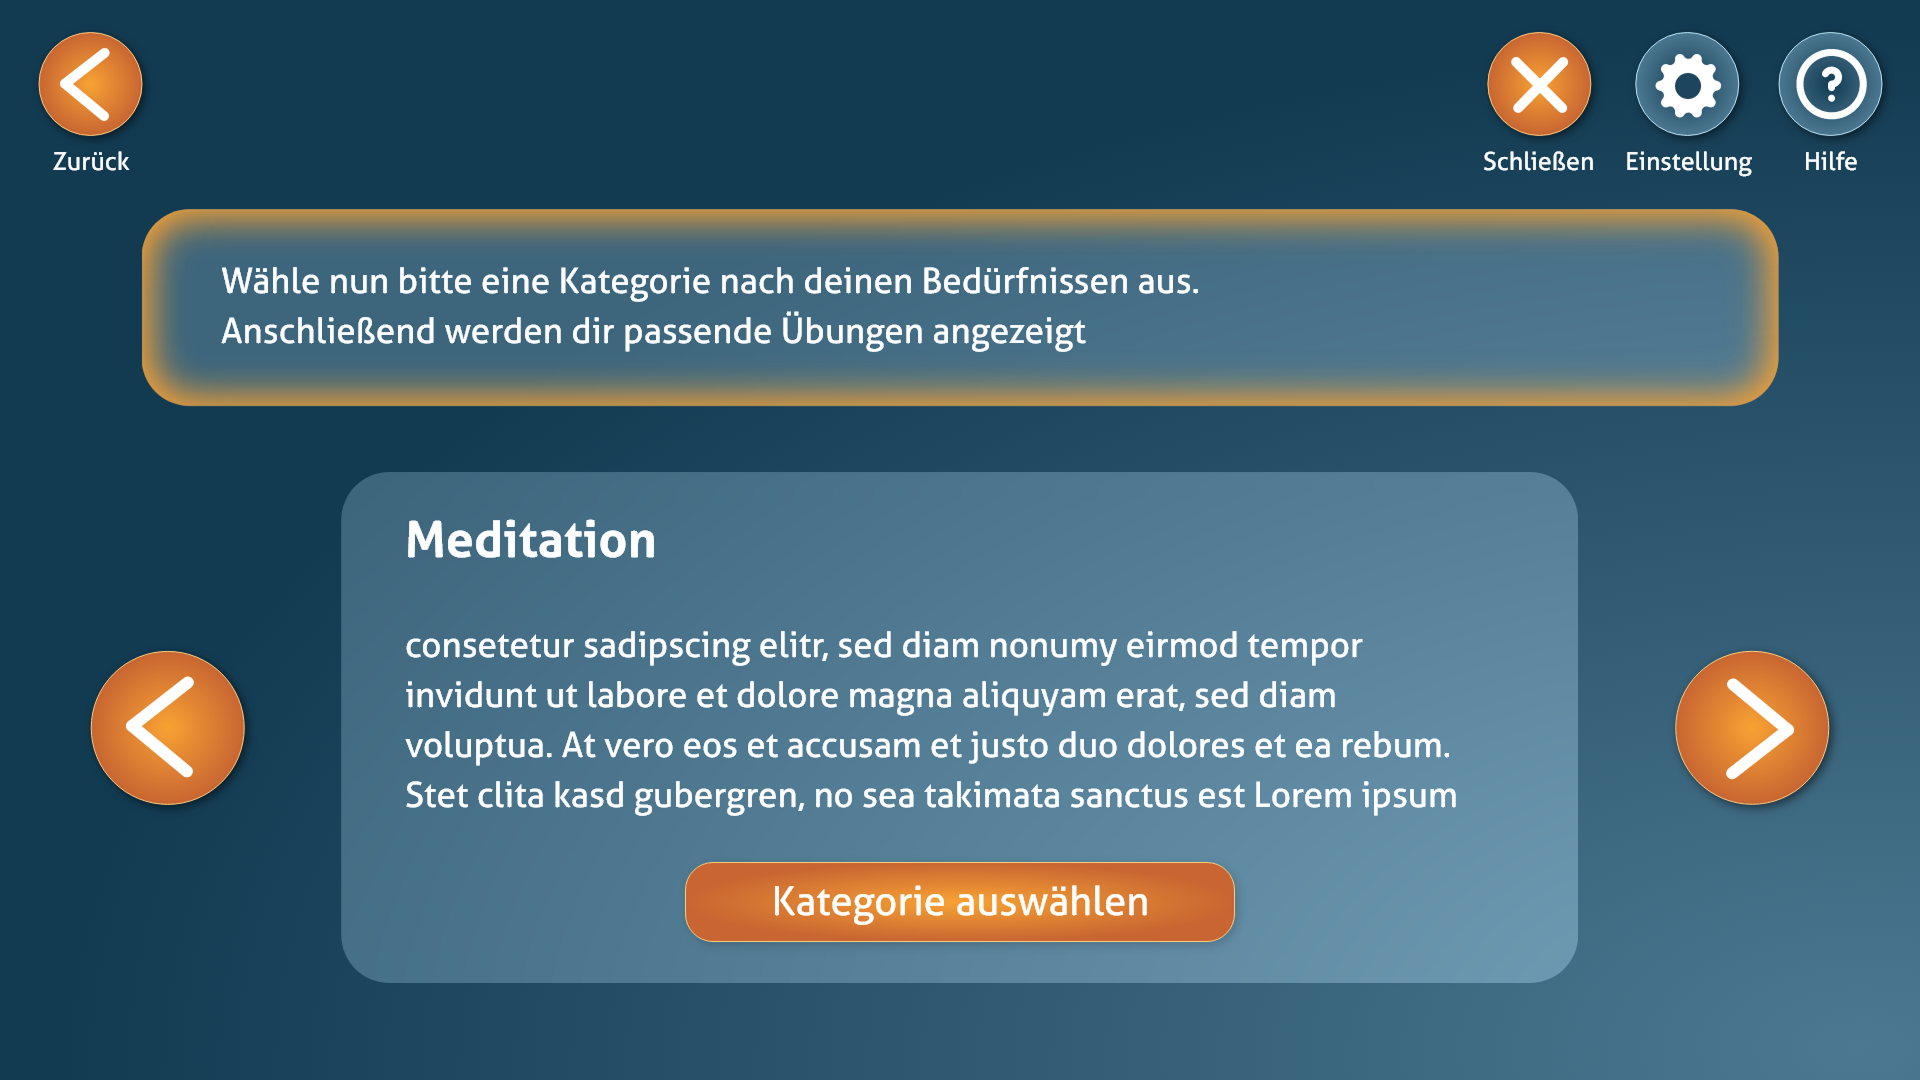 Zurück
Schließen
Einstellung
?
Hilfe
Wähle nun bitte eine Kategorie nach deinen Bedürfnissen aus.
Anschließend werden dir passende Übungen angezeigt
Meditation
consetetur sadipscing elitr, sed diam nonumy eirmod tempor
invidunt ut labore et dolore magna aliquyam erat, sed diam
voluptua. At vero eos et accusam et justo duo dolores et ea rebum.
Stet clita kasd gubergren, no sea takimata sanctus est Lorem ipsum
Kategorie auswählen